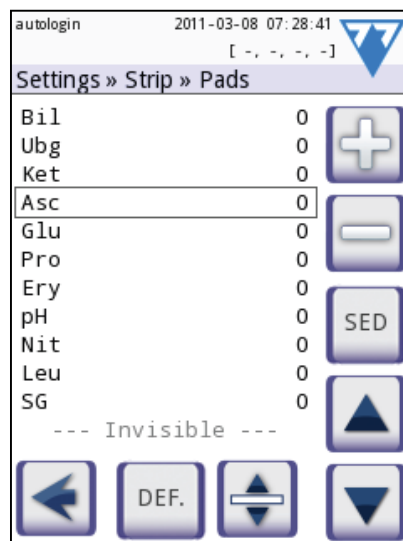 autologin 2011-03-08 07:28:41
[ -, -, -, -]
Settings » Strip » Pads
Bil 0
Ubg 0
Ket 0
Asc 0
Glu 0
Pro 0
Ery 0
pH 0
SED
Nit 0
Leu 0
SG 0
--- Invisible ---
DEF.